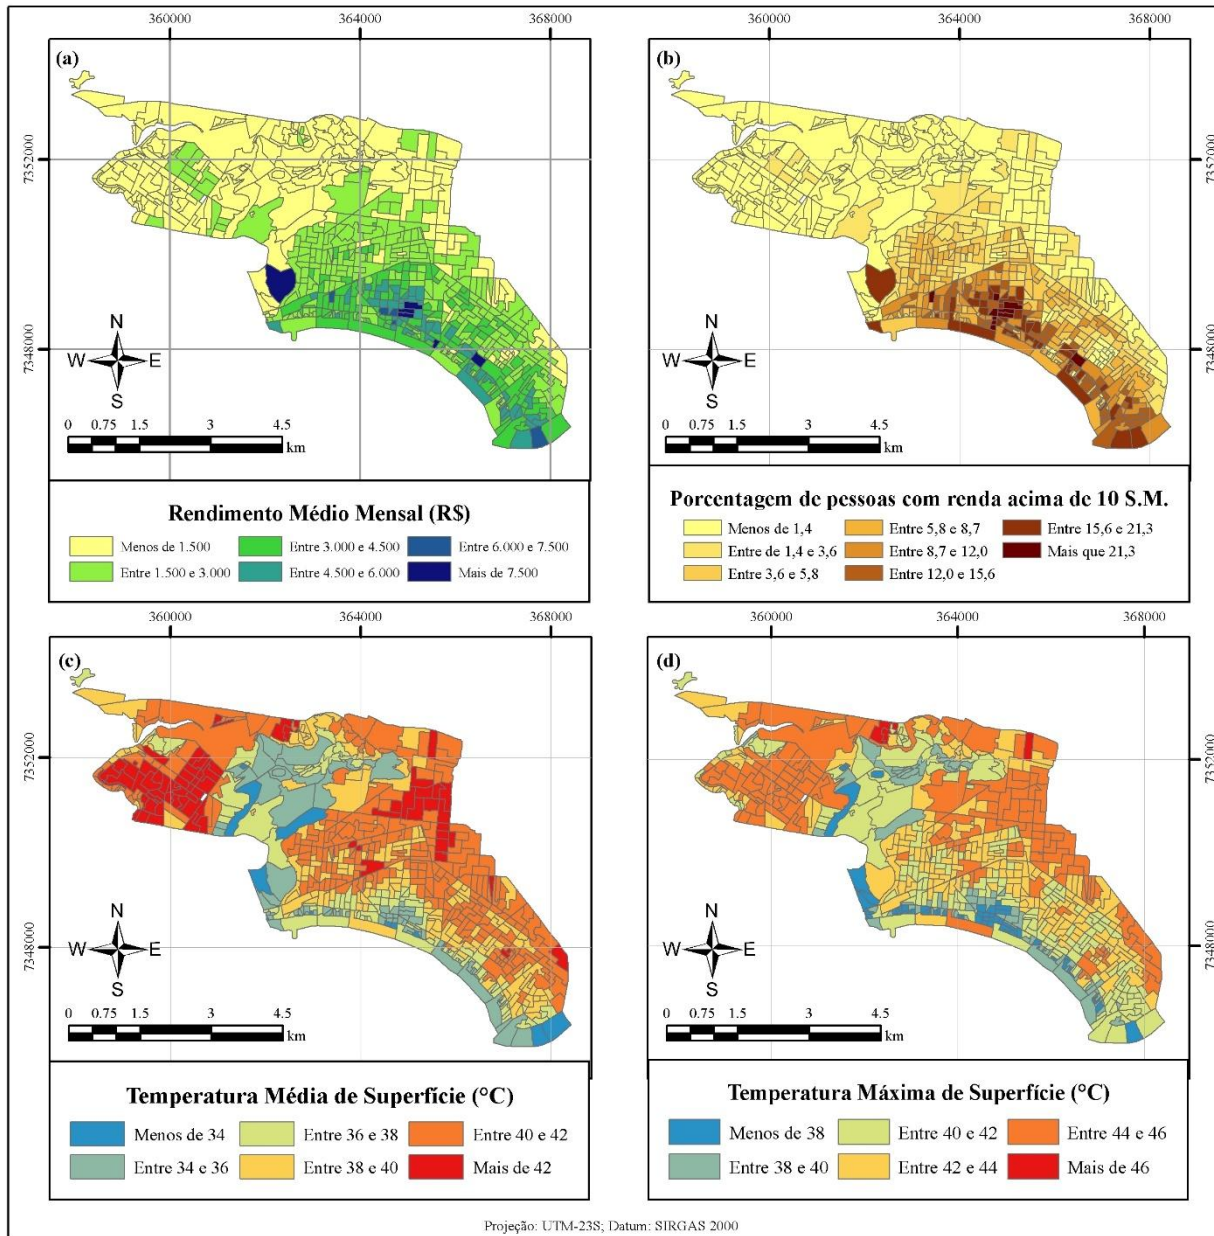 360000 364000 368000 360000 364000 368000
(a) (b)
7352000 7352000
7348000 7348000
N
W E
S
0 0.75 1.5 3 4.5
km
N
W E
S
0 0.75 1.5 3 4.5
km
Rendimento Médio Mensal (R$)
Menos de 1.500 Entre 3.000 e 4.500 Entre 6.000 e 7.500
Entre 1.500 e 3.000 Entre 4.500 e 6.000 Mais de 7.500
Porcentagem de pessoas com renda acima de 10 S.M.
Menos de 1,4 Entre 5,8 e 8,7 Entre 15,6 e 21,3
Entre de 1,4 e 3,6 Entre 8,7 e 12,0 Mais que 21,3
Entre 3,6 e 5,8 Entre 12,0 e 15,6
360000 364000 368000 360000 364000 368000
(c) (d)
7352000 7352000
7348000 7348000
N
W E
S
0 0.75 1.5 3 4.5
km
N
W E
S
0 0.75 1.5 3 4.5
km
Temperatura Média de Superfície (°C)
Menos de 34 Entre 36 e 38 Entre 40 e 42
Entre 34 e 36 Entre 38 e 40 Mais de 42
Temperatura Máxima de Superfície (°C)
Menos de 38 Entre 40 e 42 Entre 44 e 46
Entre 38 e 40 Entre 42 e 44 Mais de 46
Projeção: UTM-23S; Datum: SIRGAS 2000